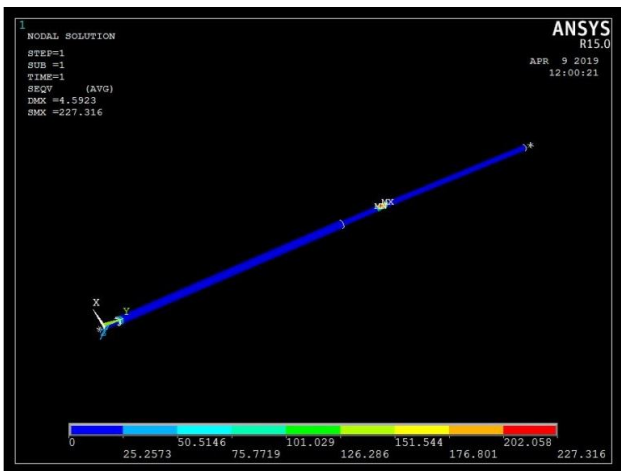 1
NODAL SOLUTION
STEP=1
SUB =1
TIME=1
SEQV (AVG)
DMX =4.5923
SMX =227.316
ANSYS
R15.0
APR 9 2019
12:00:21
MX
X
Y
0 50.5146 101.029 151.544 202.058
25.2573 75.7719 126.286 176.801 227.316